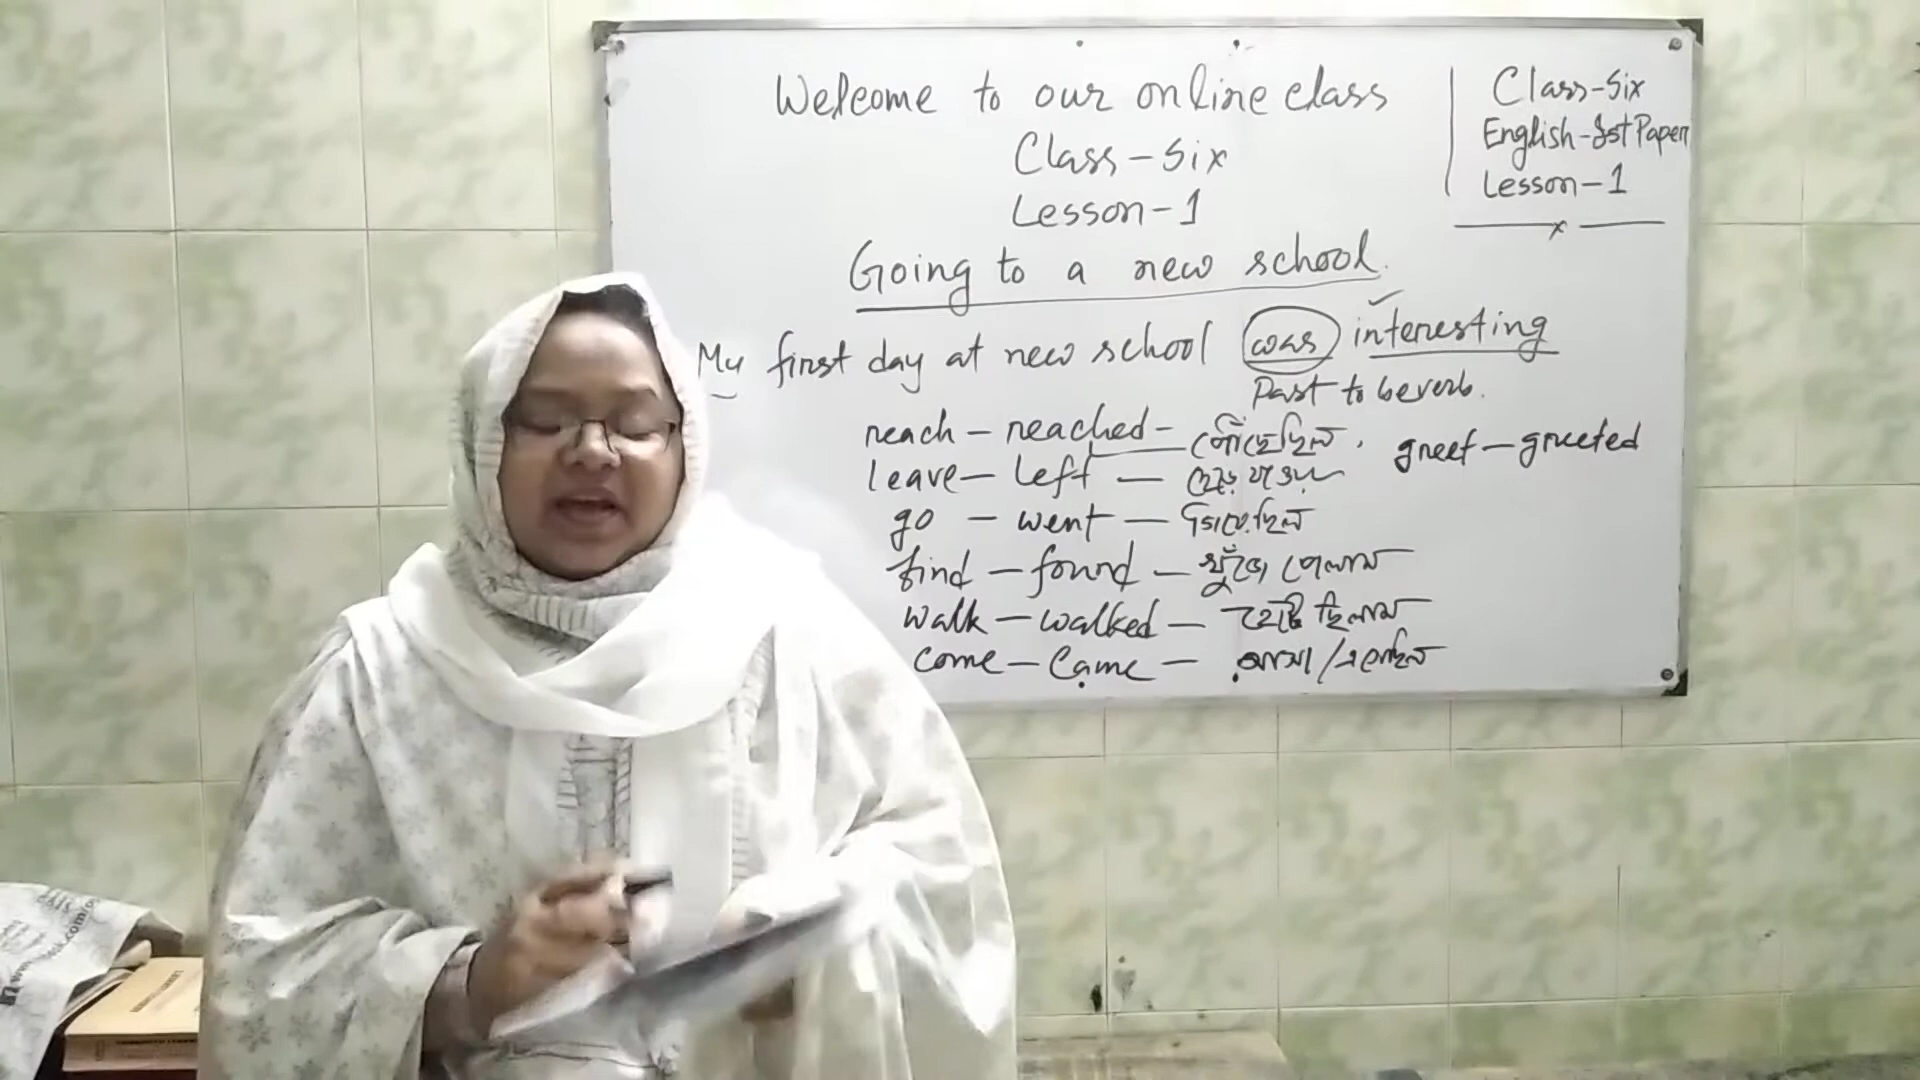 Welcome to our online class
Class-Six
Lesson-1
Going to a new school.
Class-Six
English-1st Paper
Lesson-1
My first day at new school was interesting
Past to be verb.
reach - reached - পৌঁছেছিল, greet - greeted
leave - left -
go - went - গিয়েছিল
find - found - খুঁজে পেলাম
walk - walked - হেটে ছিলাম
come - came - আসা / এসেছিল